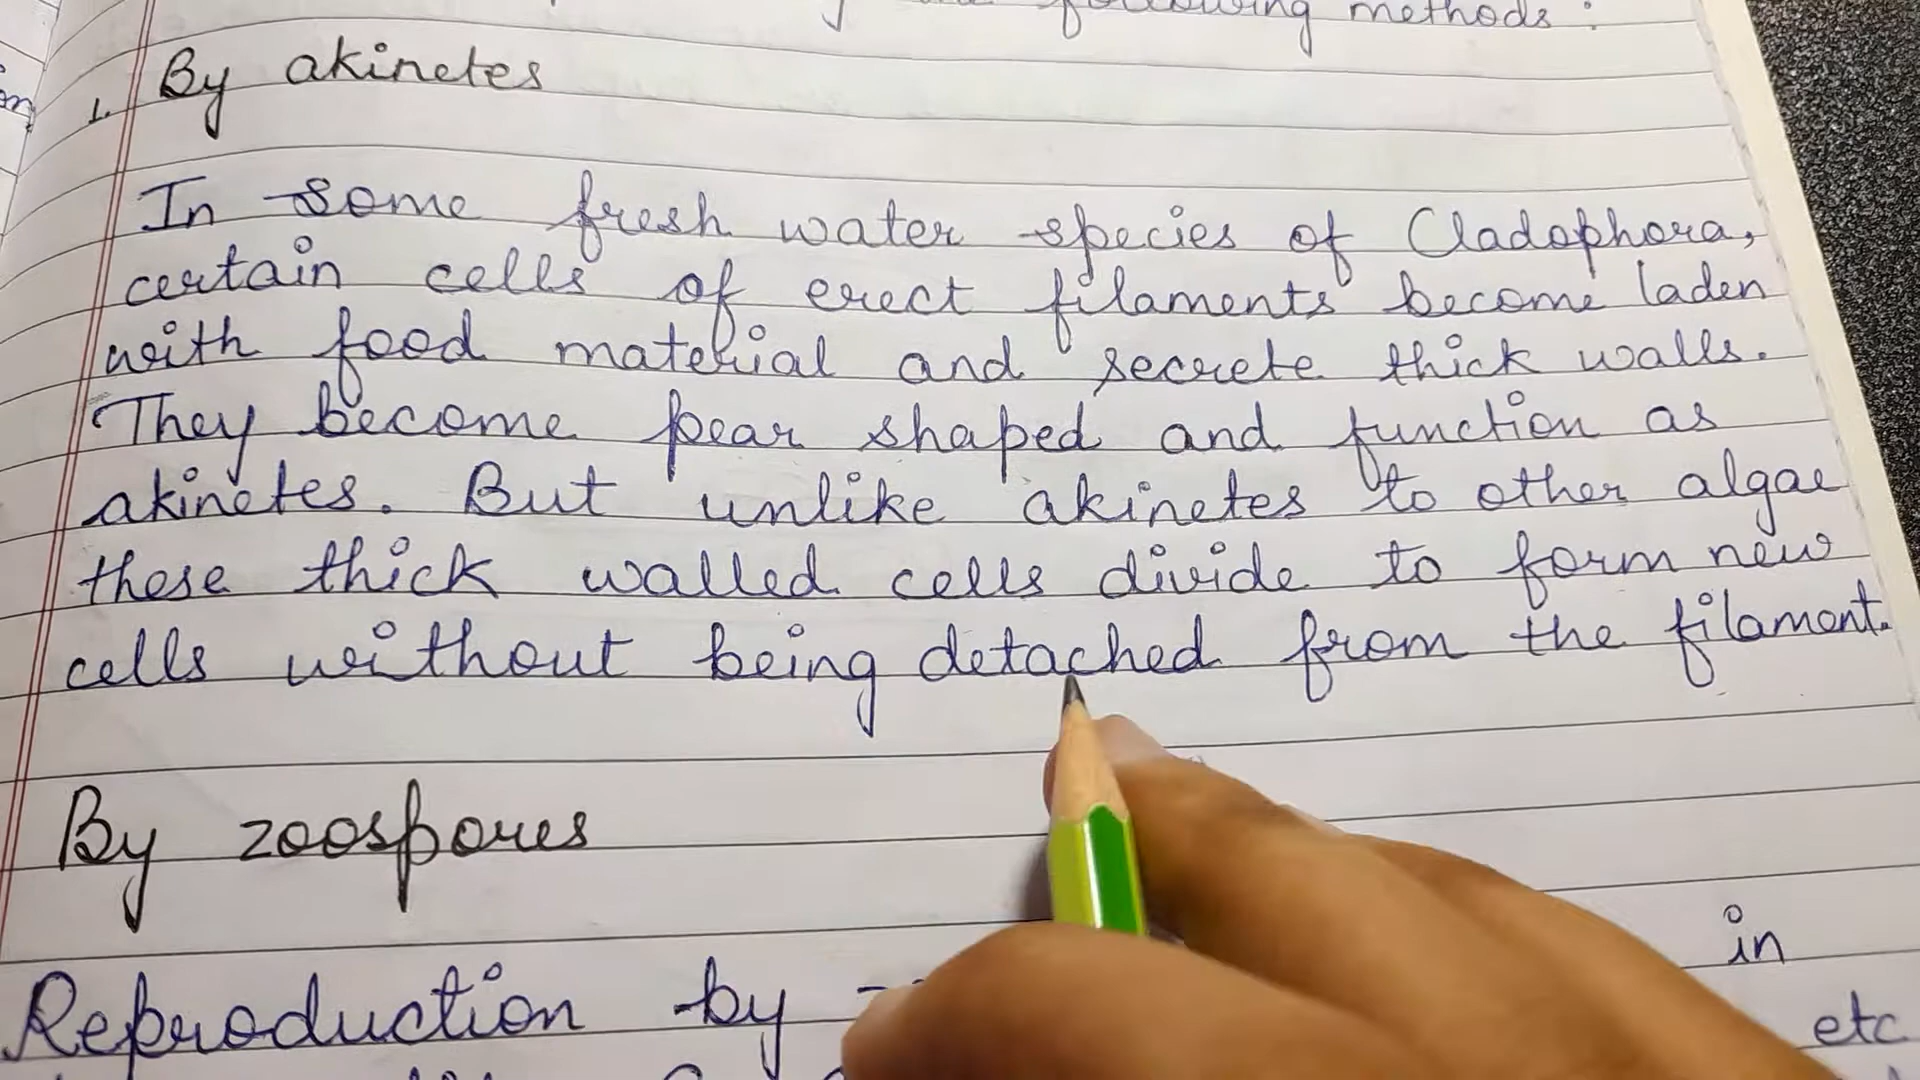 following methods :
1. By akinetes
In some fresh water species of Cladophora,
certain cells of erect filaments become laden
with food material and secrete thick walls.
They become pear shaped and function as
akinetes. But unlike akinetes to other algae
these thick walled cells divide to form new
cells without being detached from the filament.
By zoospores
Reproduction by in
etc